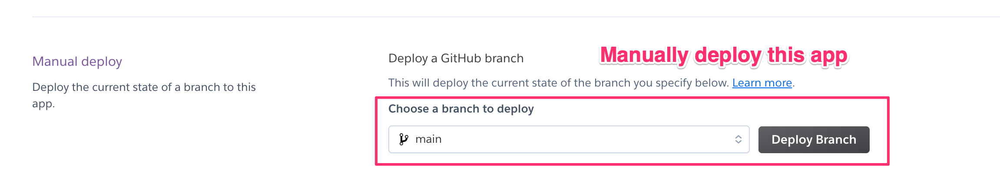 Manual deploy
Deploy the current state of a branch to this
app.
Deploy a GitHub branch
Manually deploy this app
This will deploy the current state of the branch you specify below. Learn more.
Choose a branch to deploy
main
Deploy Branch